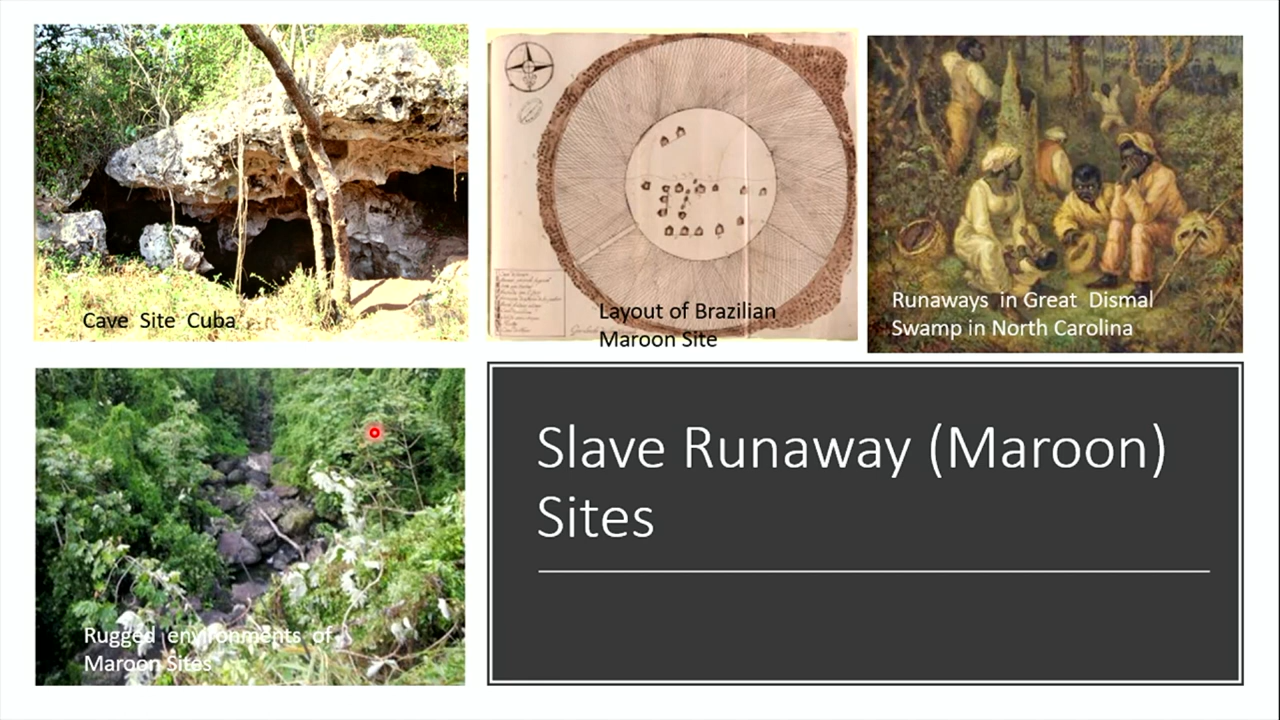 Cave Site Cuba
Layout of Brazilian
Maroon Site
Runaways in Great Dismal
Swamp in North Carolina
Rugged environments of
Maroon Sites
Slave Runaway (Maroon)
Sites